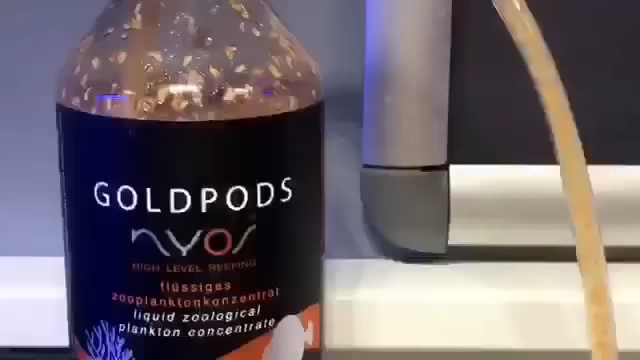 GOLDPODS
nyos
HIGH LEVEL REEFING
flüssiges
zooplanktonkonzentrat
liquid zoological
plankton concentrate